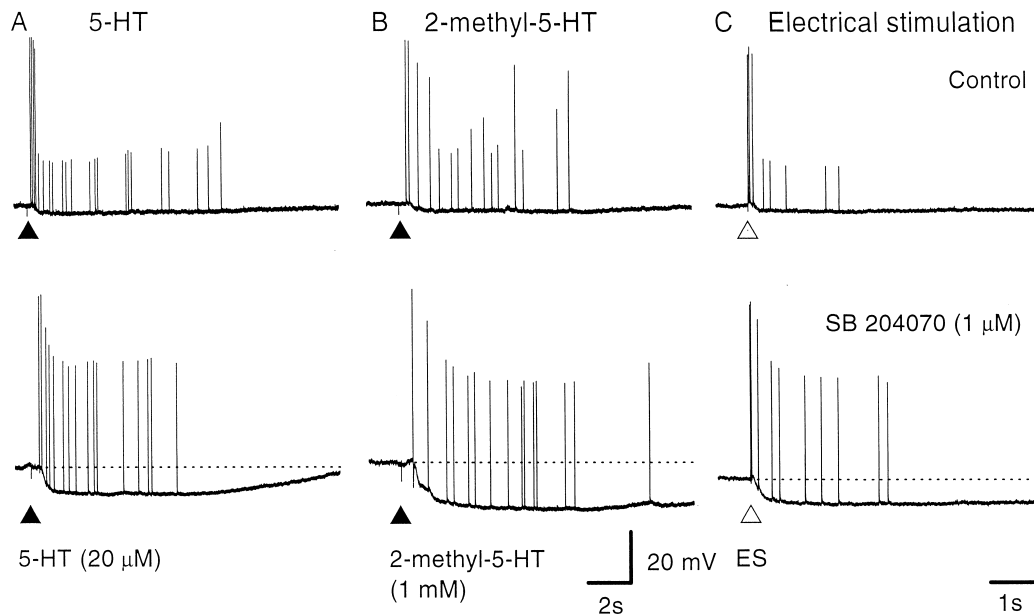 A 5-HT
B 2-methyl-5-HT
C Electrical stimulation
Control
SB 204070 (1 µM)
5-HT (20 µM)
2-methyl-5-HT
(1 mM)
20 mV
2s
ES
1s